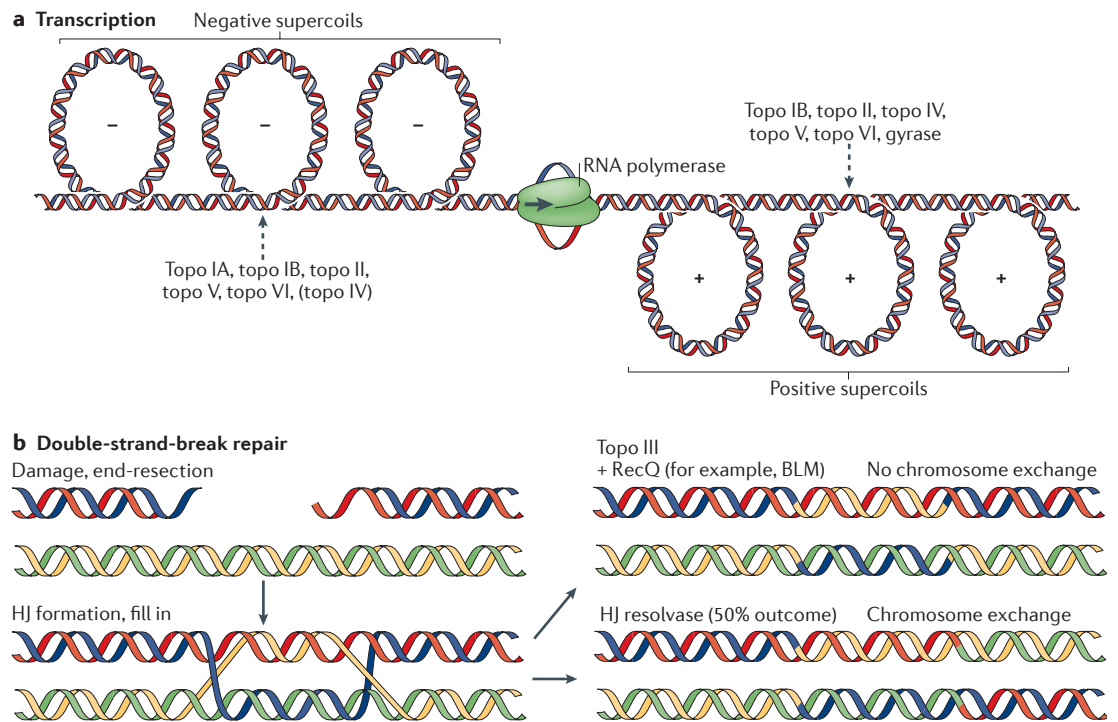 a Transcription
Negative supercoils
–
–
–
Topo IA, topo IB, topo II,
topo V, topo VI, (topo IV)
RNA polymerase
Topo IB, topo II, topo IV,
topo V, topo VI, gyrase
+
+
+
Positive supercoils
b Double-strand-break repair
Damage, end-resection
HJ formation, fill in
Topo III
+ RecQ (for example, BLM)
No chromosome exchange
HJ resolvase (50% outcome)
Chromosome exchange